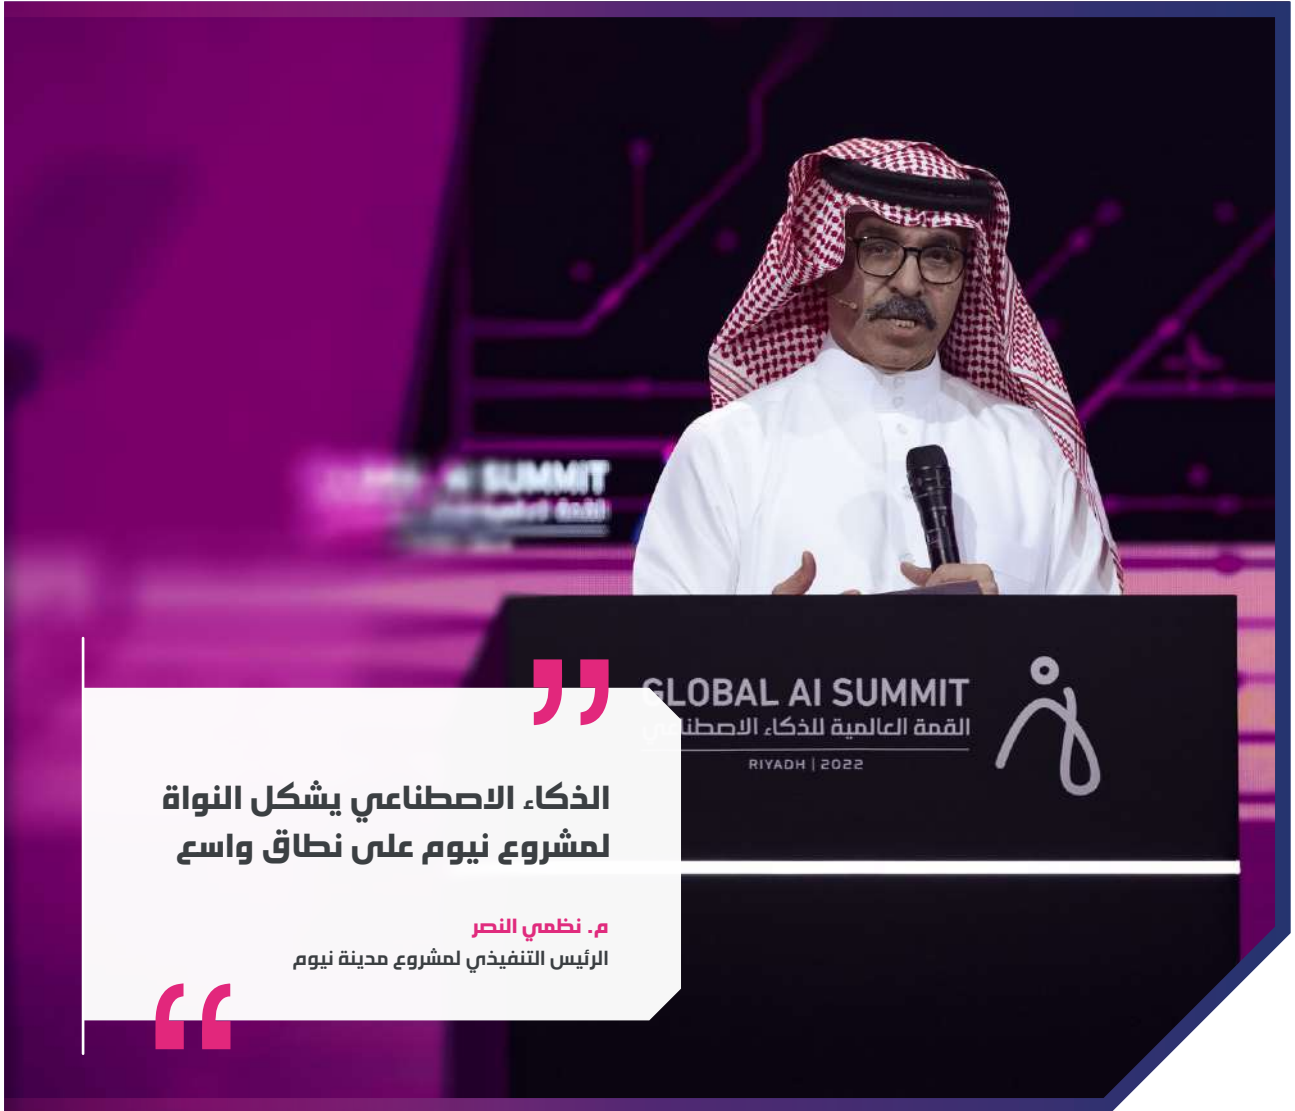 SUMMIT
GLOBAL AI SUMMIT
القمة العالمية للذكاء الاصطناعي
RIYADH | 2022
”
الذكاء الاصطناعي يشكل النواة
لمشروع نيوم على نطاق واسع
م. نظمي النصر
الرئيس التنفيذي لمشروع مدينة نيوم
“